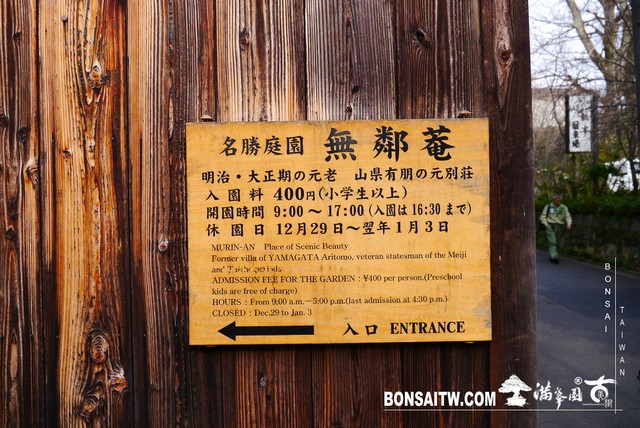 名勝庭園 無鄰菴
明治・大正期の元老 山県有朋の元別荘
入園料 400円(小学生以上)
開園時間 9:00〜17:00(入園は16:30まで)
休園日 12月29日〜翌年1月3日
MURIN-AN Place of Scenic Beauty
Former villa of YAMAGATA Aritomo, veteran statesman of the Meiji
and Taisho periods
ADMISSION FEE FOR THE GARDEN : ¥400 per person.(Preschool
kids are free of charge)
HOURS : From 9:00 a.m.－5:00 p.m.(last admission at 4:30 p.m.)
CLOSED : Dec.29 to Jan. 3
入口 ENTRANCE
駐車場
BONSAI
TAIWAN
BONSAITW.COM